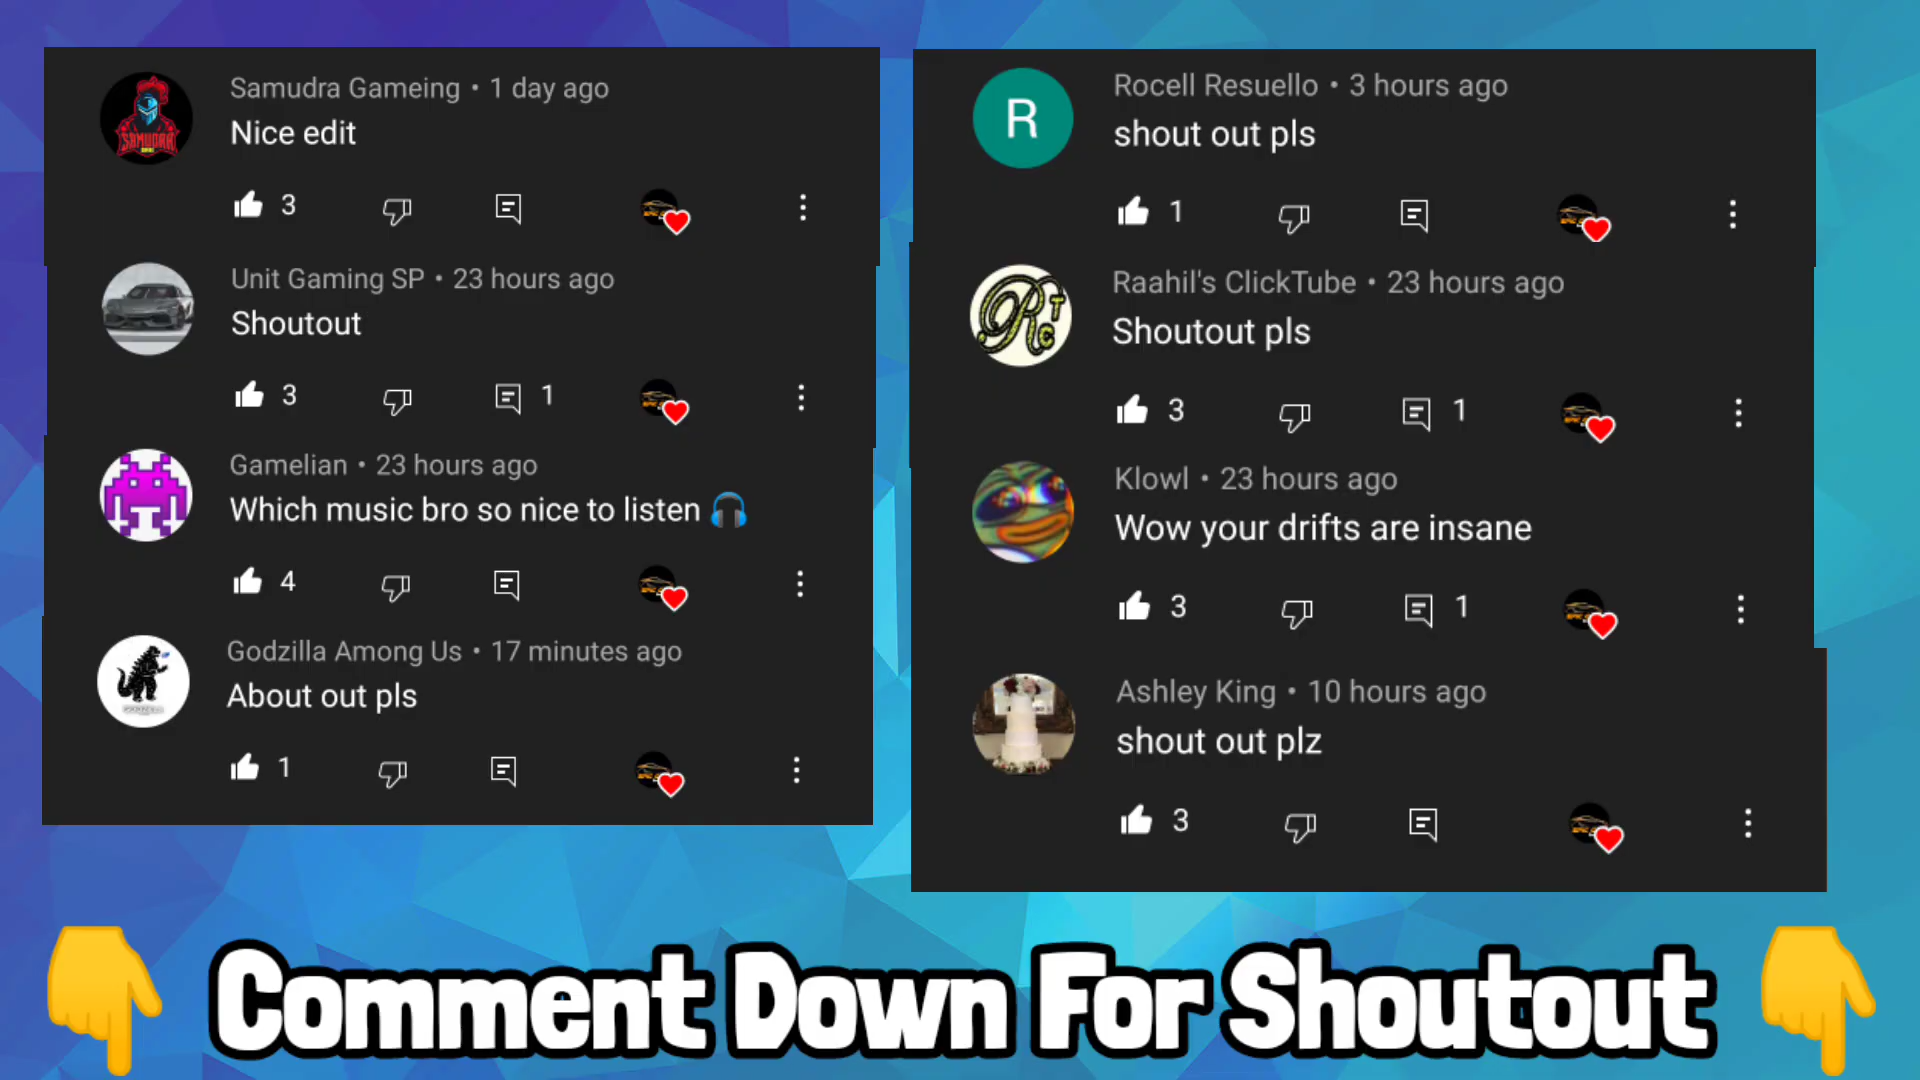 Samudra Gameing • 1 day ago
Nice edit
3
Unit Gaming SP • 23 hours ago
Shoutout
3 1
Gamelian • 23 hours ago
Which music bro so nice to listen 🎧
4
Godzilla Among Us • 17 minutes ago
About out pls
1
SAMUDRA
Rocell Resuello • 3 hours ago
R
shout out pls
1
Raahil's ClickTube • 23 hours ago
R T C
Shoutout pls
3 1
Klowl • 23 hours ago
Wow your drifts are insane
3 1
Ashley King • 10 hours ago
shout out plz
3
👇 Comment Down For Shoutout 👇